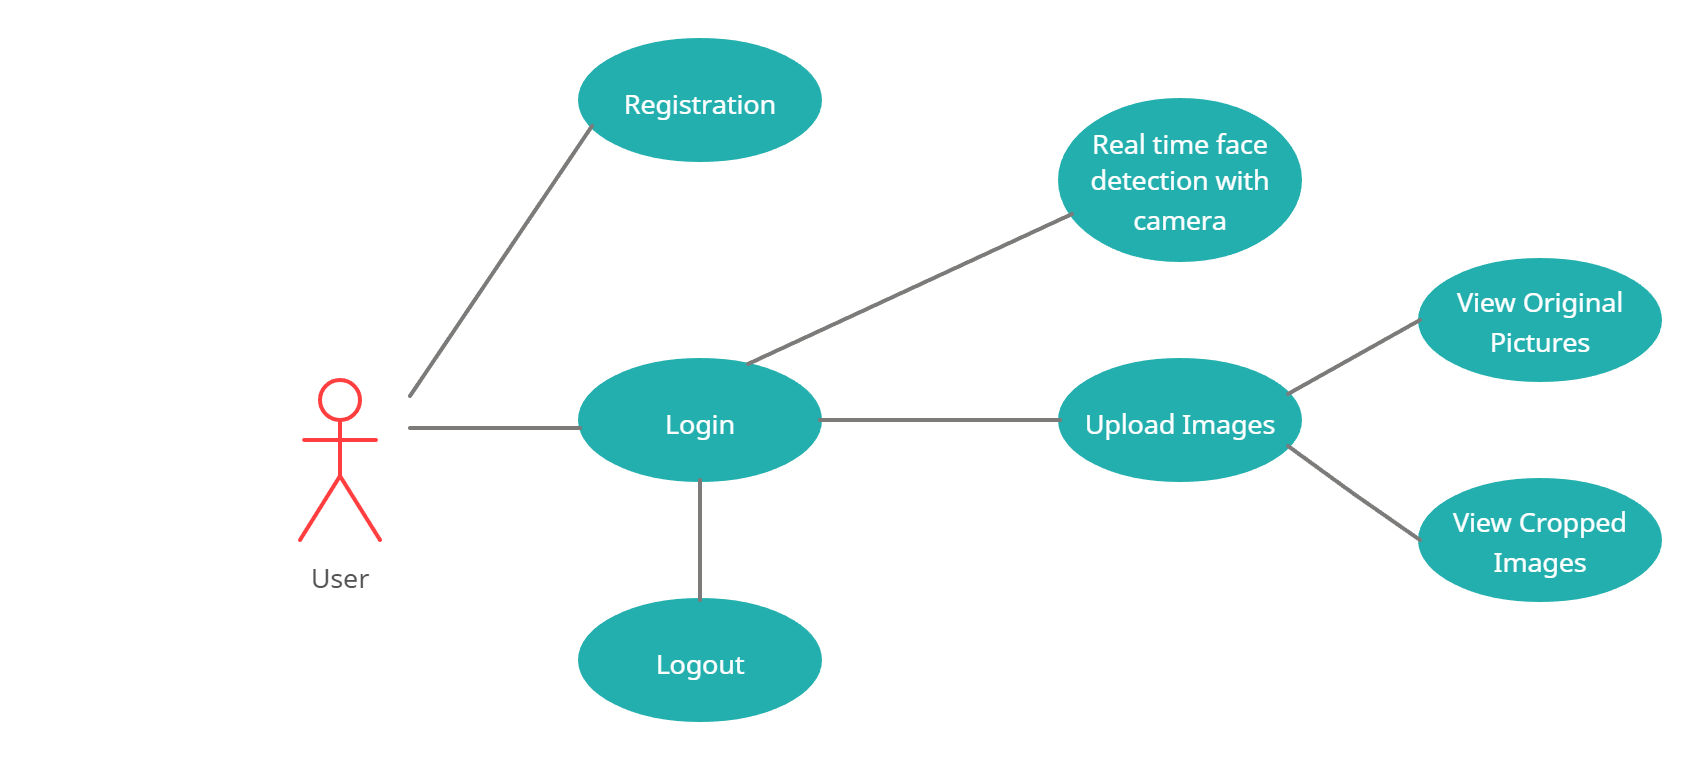 Registration
Real time face
detection with
camera
View Original
Pictures
Login
Upload Images
View Cropped
Images
User
Logout